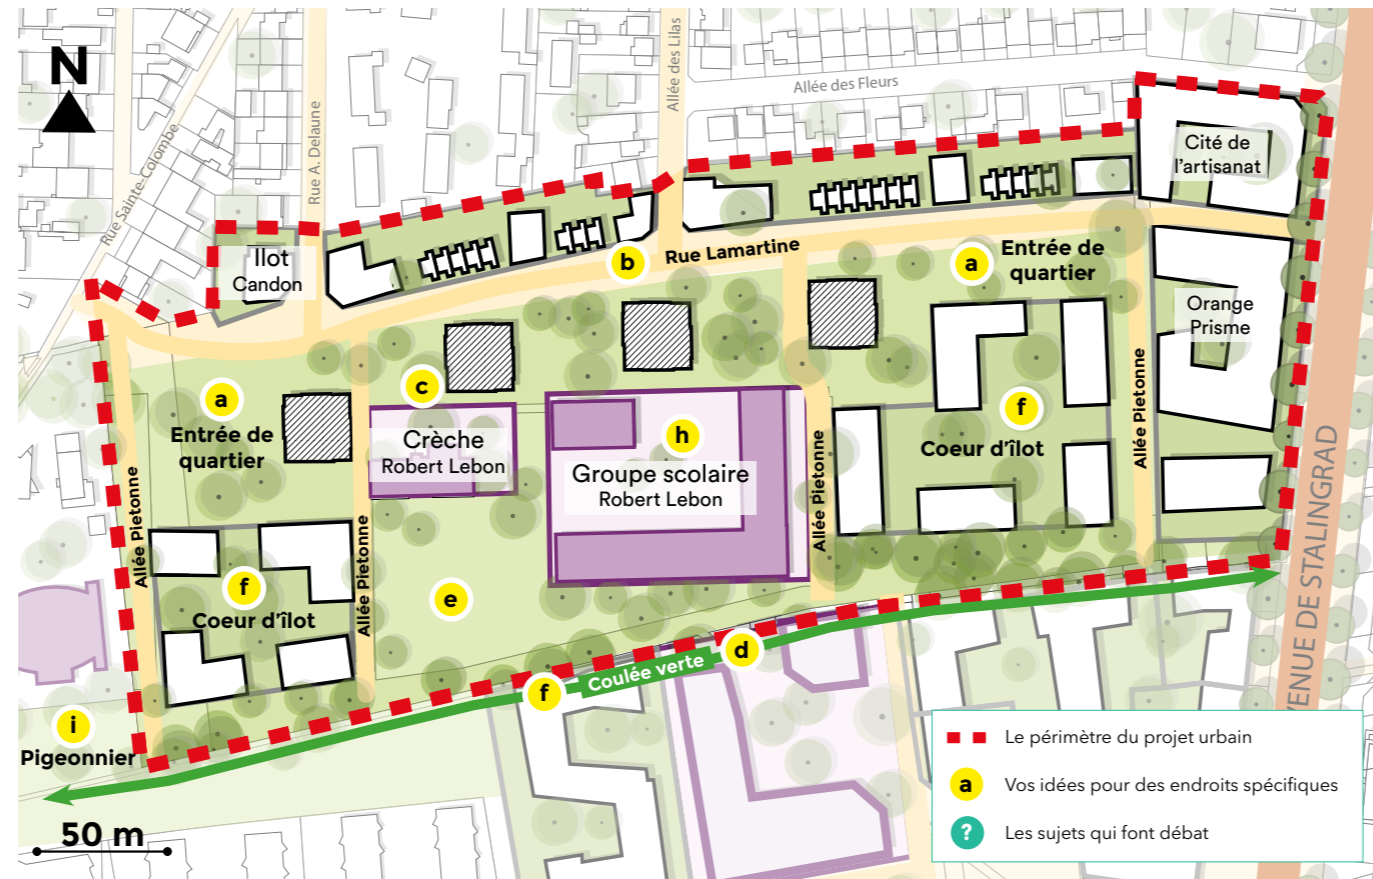 N
Rue Sainte-Colombe
Rue A. Delaune
Allée des Lilas
Allée des Fleurs
Cité de
l'artisanat
Ilot
Candon
b
Rue Lamartine
a
Entrée de
quartier
Orange
Prisme
a
Entrée de
quartier
c
Crèche
Robert Lebon
h
Groupe scolaire
Robert Lebon
f
Coeur d'îlot
Allée Pietonne
Allée Pietonne
Allée Pietonne
Allée Pietonne
f
Coeur d'îlot
e
d
Coulée verte
f
i
Pigeonnier
50 m
VENUE DE STALINGRAD
Le périmètre du projet urbain
a
Vos idées pour des endroits spécifiques
?
Les sujets qui font débat